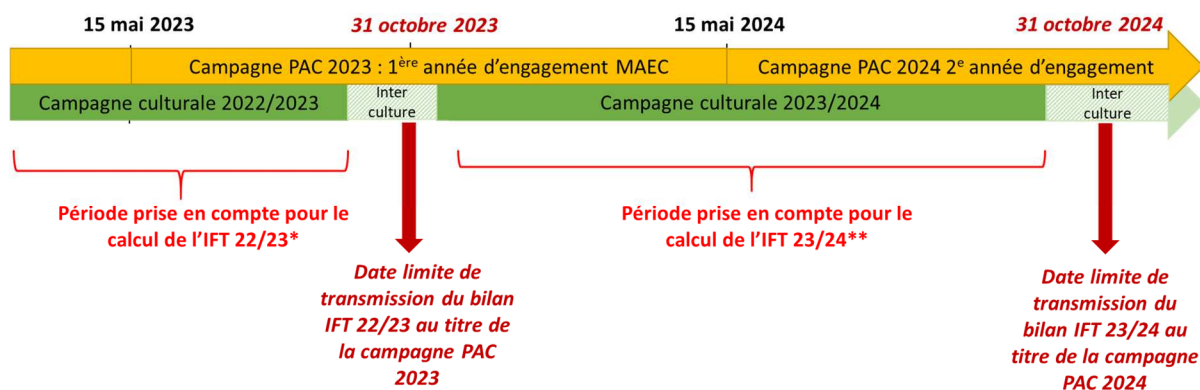 15 mai 2023
31 octobre 2023
15 mai 2024
31 octobre 2024
Campagne PAC 2023 : 1ère année d’engagement MAEC
Campagne PAC 2024 2e année d’engagement
Campagne culturale 2022/2023
Inter
culture
Campagne culturale 2023/2024
Inter
culture
Période prise en compte pour le
calcul de l’IFT 22/23*
Période prise en compte pour le
calcul de l’IFT 23/24**
Date limite de
transmission du bilan
IFT 22/23 au titre de
la campagne PAC
2023
Date limite de
transmission du
bilan IFT 23/24 au
titre de la campagne
PAC 2024